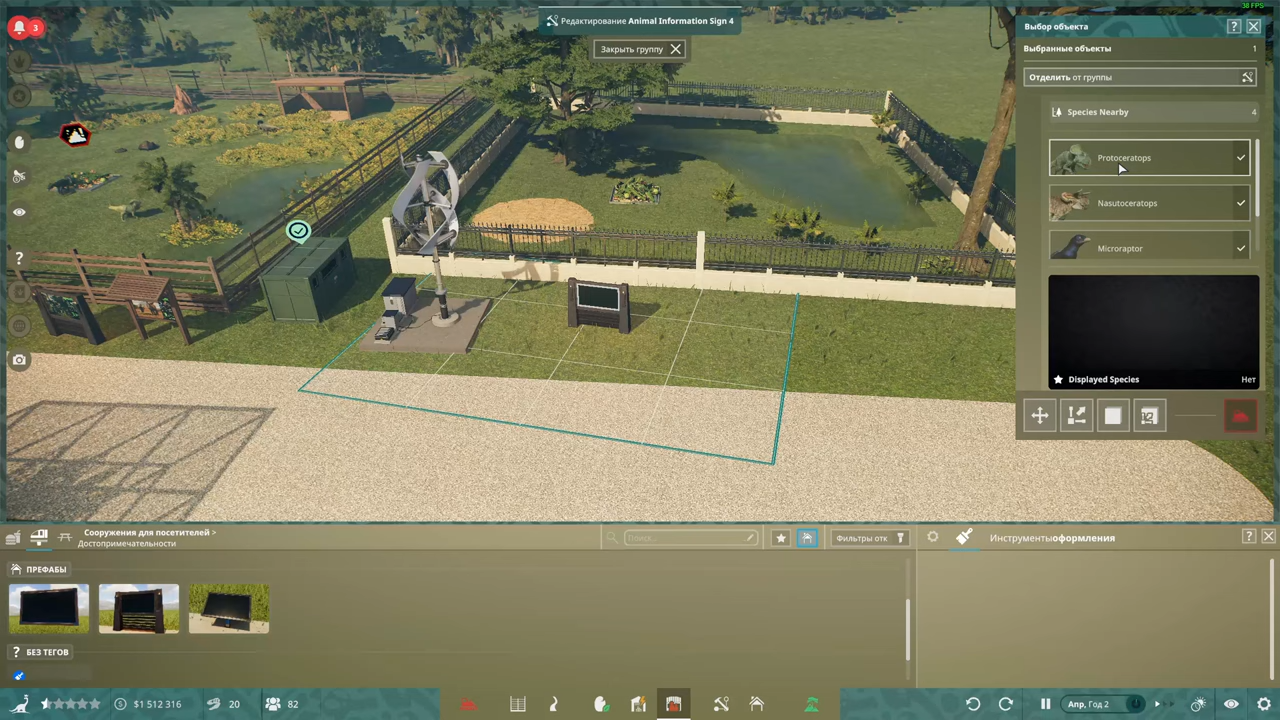 38 FPS
3
Редактирование Animal Information Sign 4
Закрыть группу
Выбор объекта
?
Выбранные объекты 1
Отделить от группы
Species Nearby 4
Protoceratops
Nasutoceratops
Microraptor
Displayed Species Нет
?
Сооружения для посетителей >
Достопримечательности
Поиск...
Фильтры отк
Инструменты оформления
?
ПРЕФАБЫ
? БЕЗ ТЕГОВ
$1 512 316
20
82
Апр, Год 2